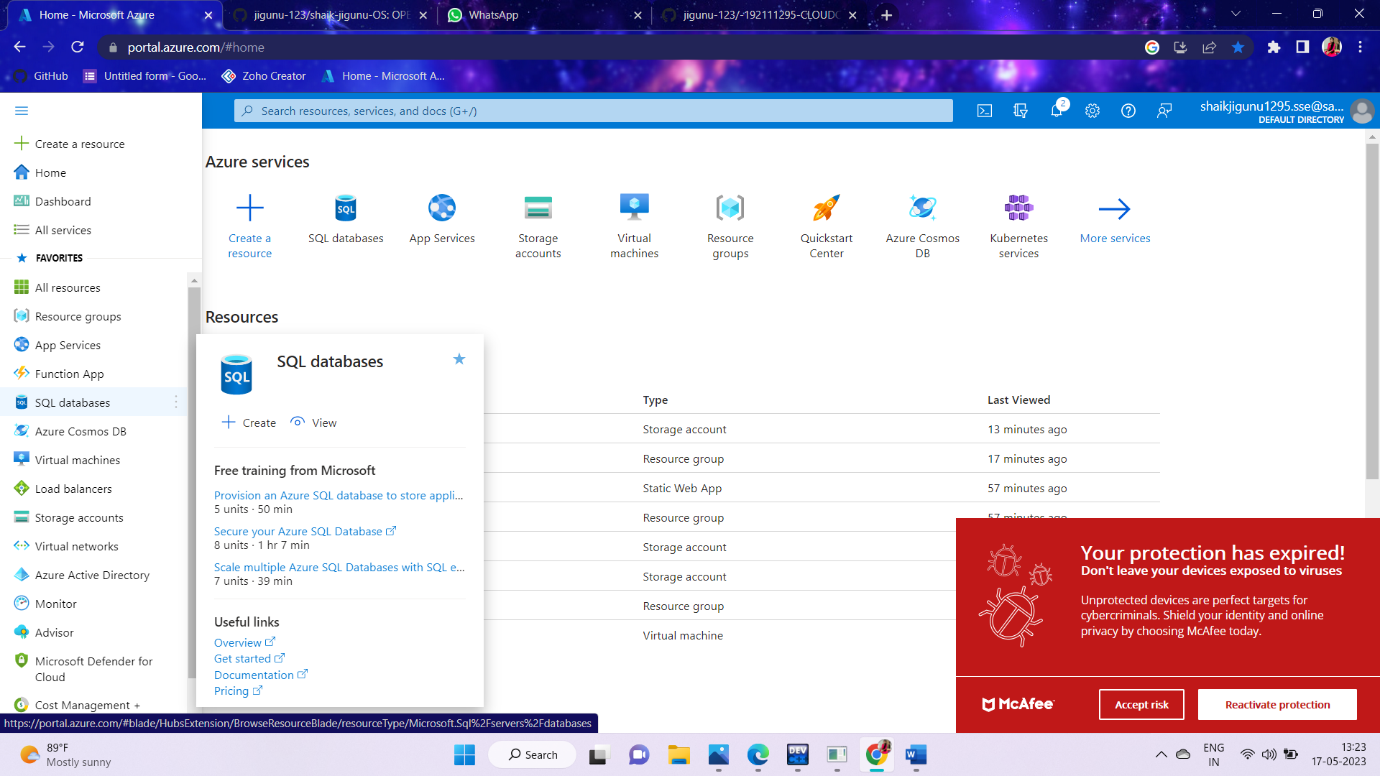 Home - Microsoft Azure
jigunu-123/shaik-jigunu-OS: OPE
WhatsApp
jigunu-123/-192111295-CLOUDC
portal.azure.com/#home
GitHub
Untitled form - Goo...
Zoho Creator
Home - Microsoft A...
Search resources, services, and docs (G+/)
2
shaikjigunu1295.sse@sa...
DEFAULT DIRECTORY
Create a resource
Home
Dashboard
All services
FAVORITES
All resources
Resource groups
App Services
Function App
SQL databases
Azure Cosmos DB
Virtual machines
Load balancers
Storage accounts
Virtual networks
Azure Active Directory
Monitor
Advisor
Microsoft Defender for
Cloud
Cost Management +
Azure services
Create a
resource
SQL
SQL databases
App Services
Storage
accounts
Virtual
machines
Resource
groups
Quickstart
Center
Azure Cosmos
DB
Kubernetes
services
More services
Resources
SQL
SQL databases
Create
View
Free training from Microsoft
Provision an Azure SQL database to store appli...
5 units · 50 min
Secure your Azure SQL Database
8 units · 1 hr 7 min
Scale multiple Azure SQL Databases with SQL e...
7 units · 39 min
Useful links
Overview
Get started
Documentation
Pricing
Type Last Viewed
Storage account 13 minutes ago
Resource group 17 minutes ago
Static Web App 57 minutes ago
Resource group 57 minutes ago
Storage account
Storage account
Resource group
Virtual machine
Your protection has expired!
Don't leave your devices exposed to viruses
Unprotected devices are perfect targets for
cybercriminals. Shield your identity and online
privacy by choosing McAfee today.
McAfee
Accept risk
Reactivate protection
https://portal.azure.com/#blade/HubsExtension/BrowseResourceBlade/resourceType/Microsoft.Sql%2Fservers%2Fdatabases
89°F
Mostly sunny
Search
DEV
ENG
IN
13:23
17-05-2023